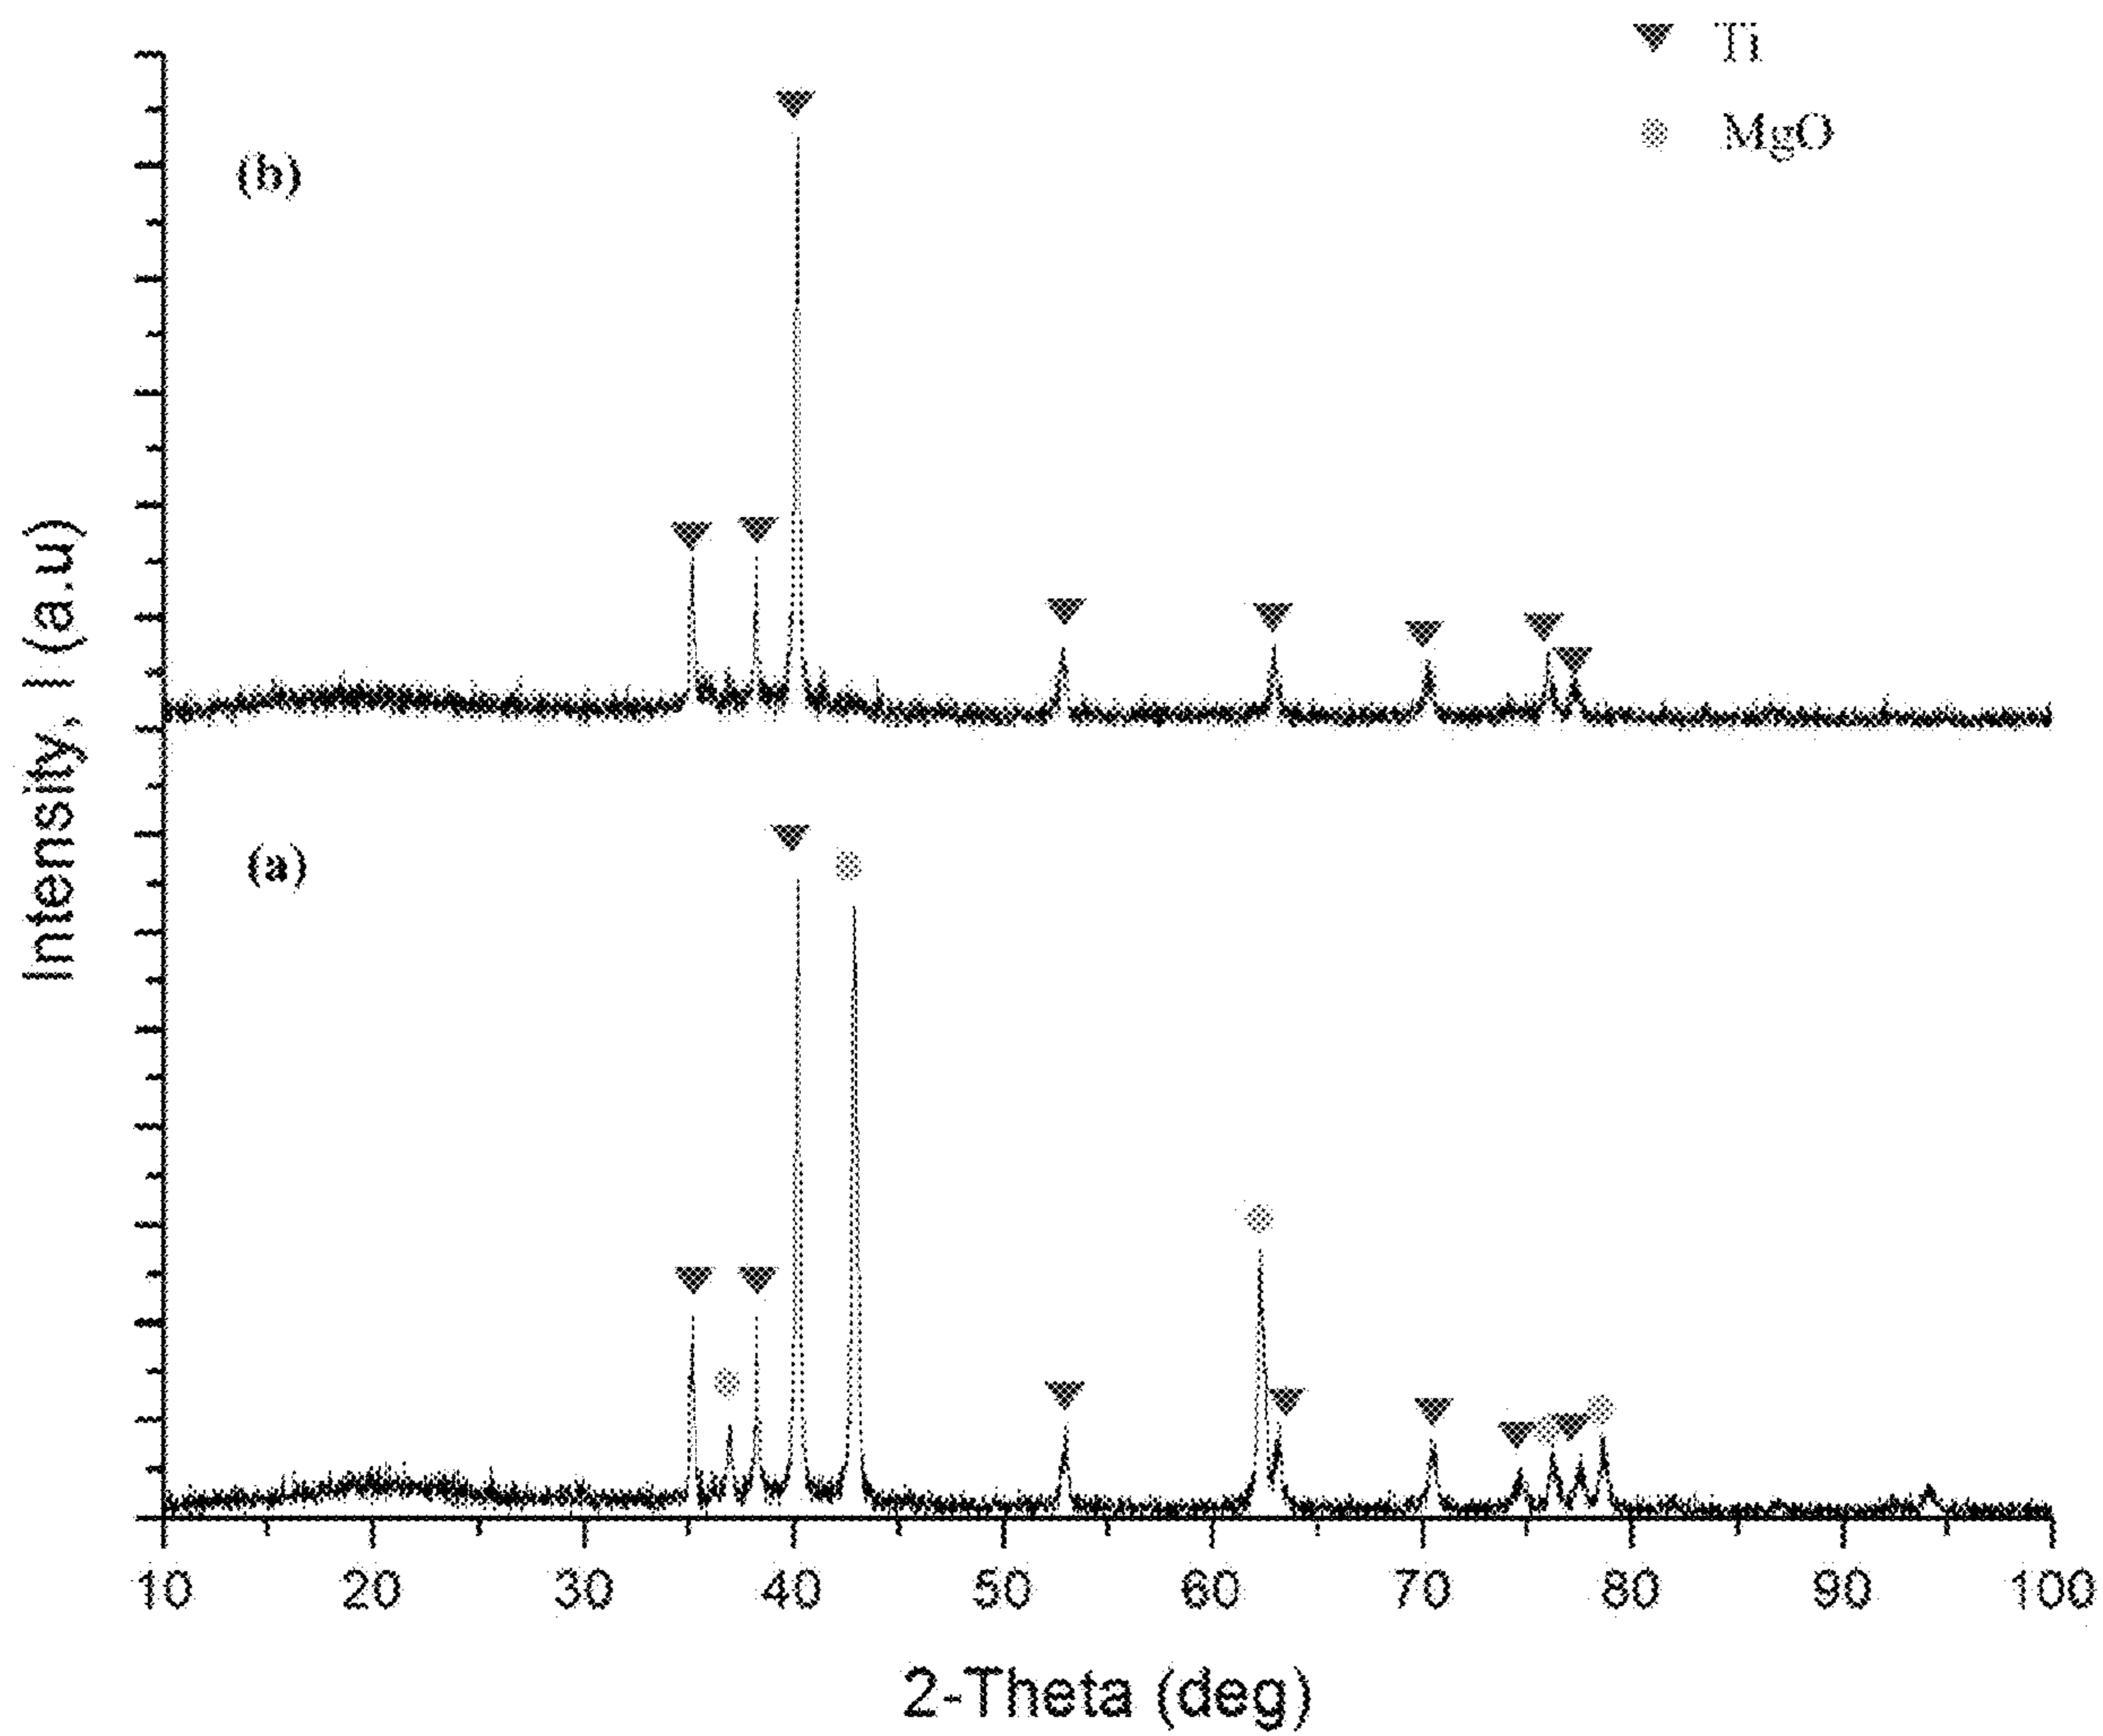 Ti
MgO
(b)
(a)
Intensity, I (a.u)
10 20 30 40 50 60 70 80 90 100
2-Theta (deg)